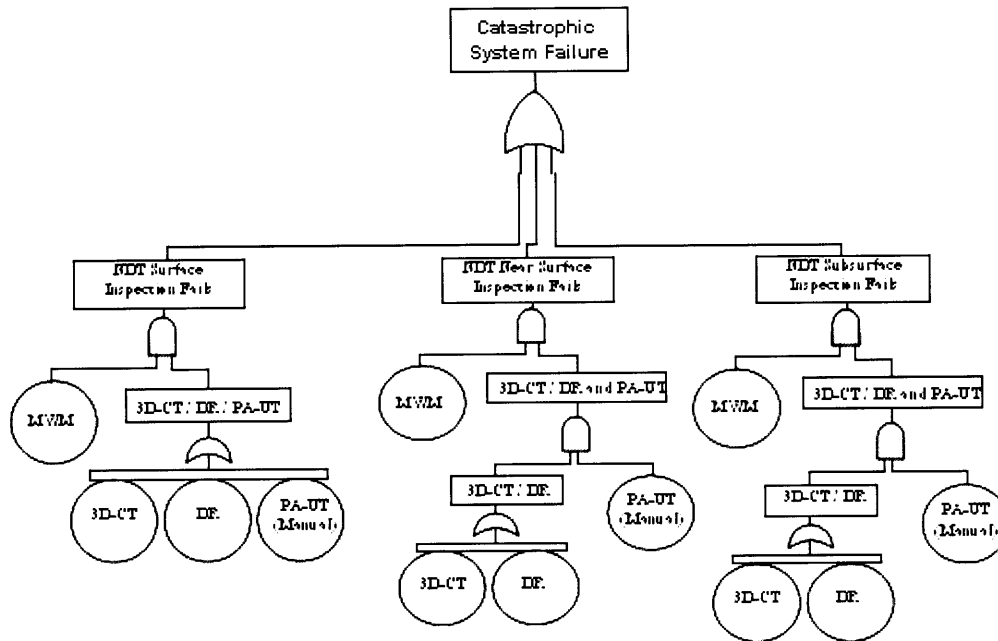 Catastrophic
System Failure
NDT Surface
Inspection Fails
NDT Near Surface
Inspection Fails
NDT Subsurface
Inspection Fails
MWM
3D-CT / DR / PA-UT
MWM
3D-CT / DR and PA-UT
MWM
3D-CT / DR and PA-UT
3D-CT
DR
PA-UT
(Manual)
3D-CT / DR
PA-UT
(Manual)
3D-CT / DR
PA-UT
(Manual)
3D-CT
DR
3D-CT
DR